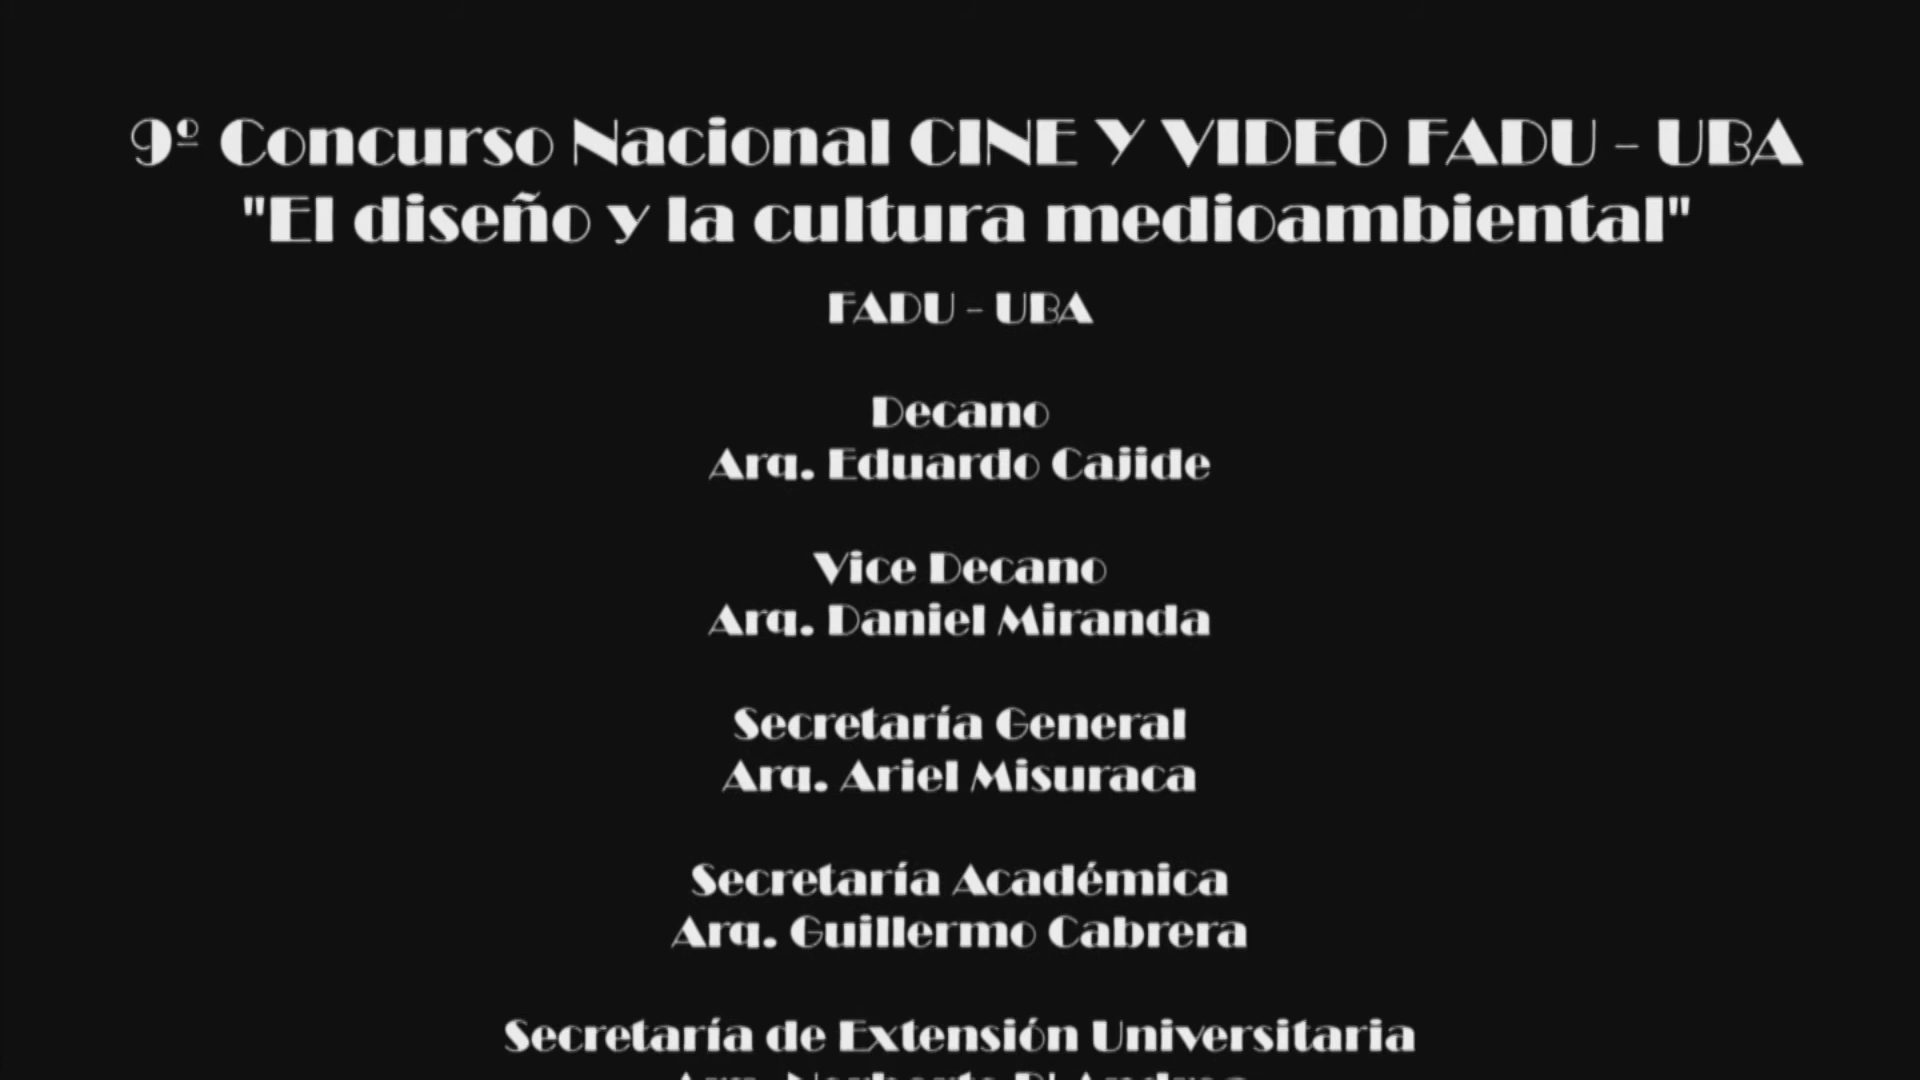 9º Concurso Nacional CINE Y VIDEO FADU - UBA
"El diseño y la cultura medioambiental"
FADU - UBA
Decano
Arq. Eduardo Cajide
Vice Decano
Arq. Daniel Miranda
Secretaría General
Arq. Ariel Misuraca
Secretaría Académica
Arq. Guillermo Cabrera
Secretaría de Extensión Universitaria